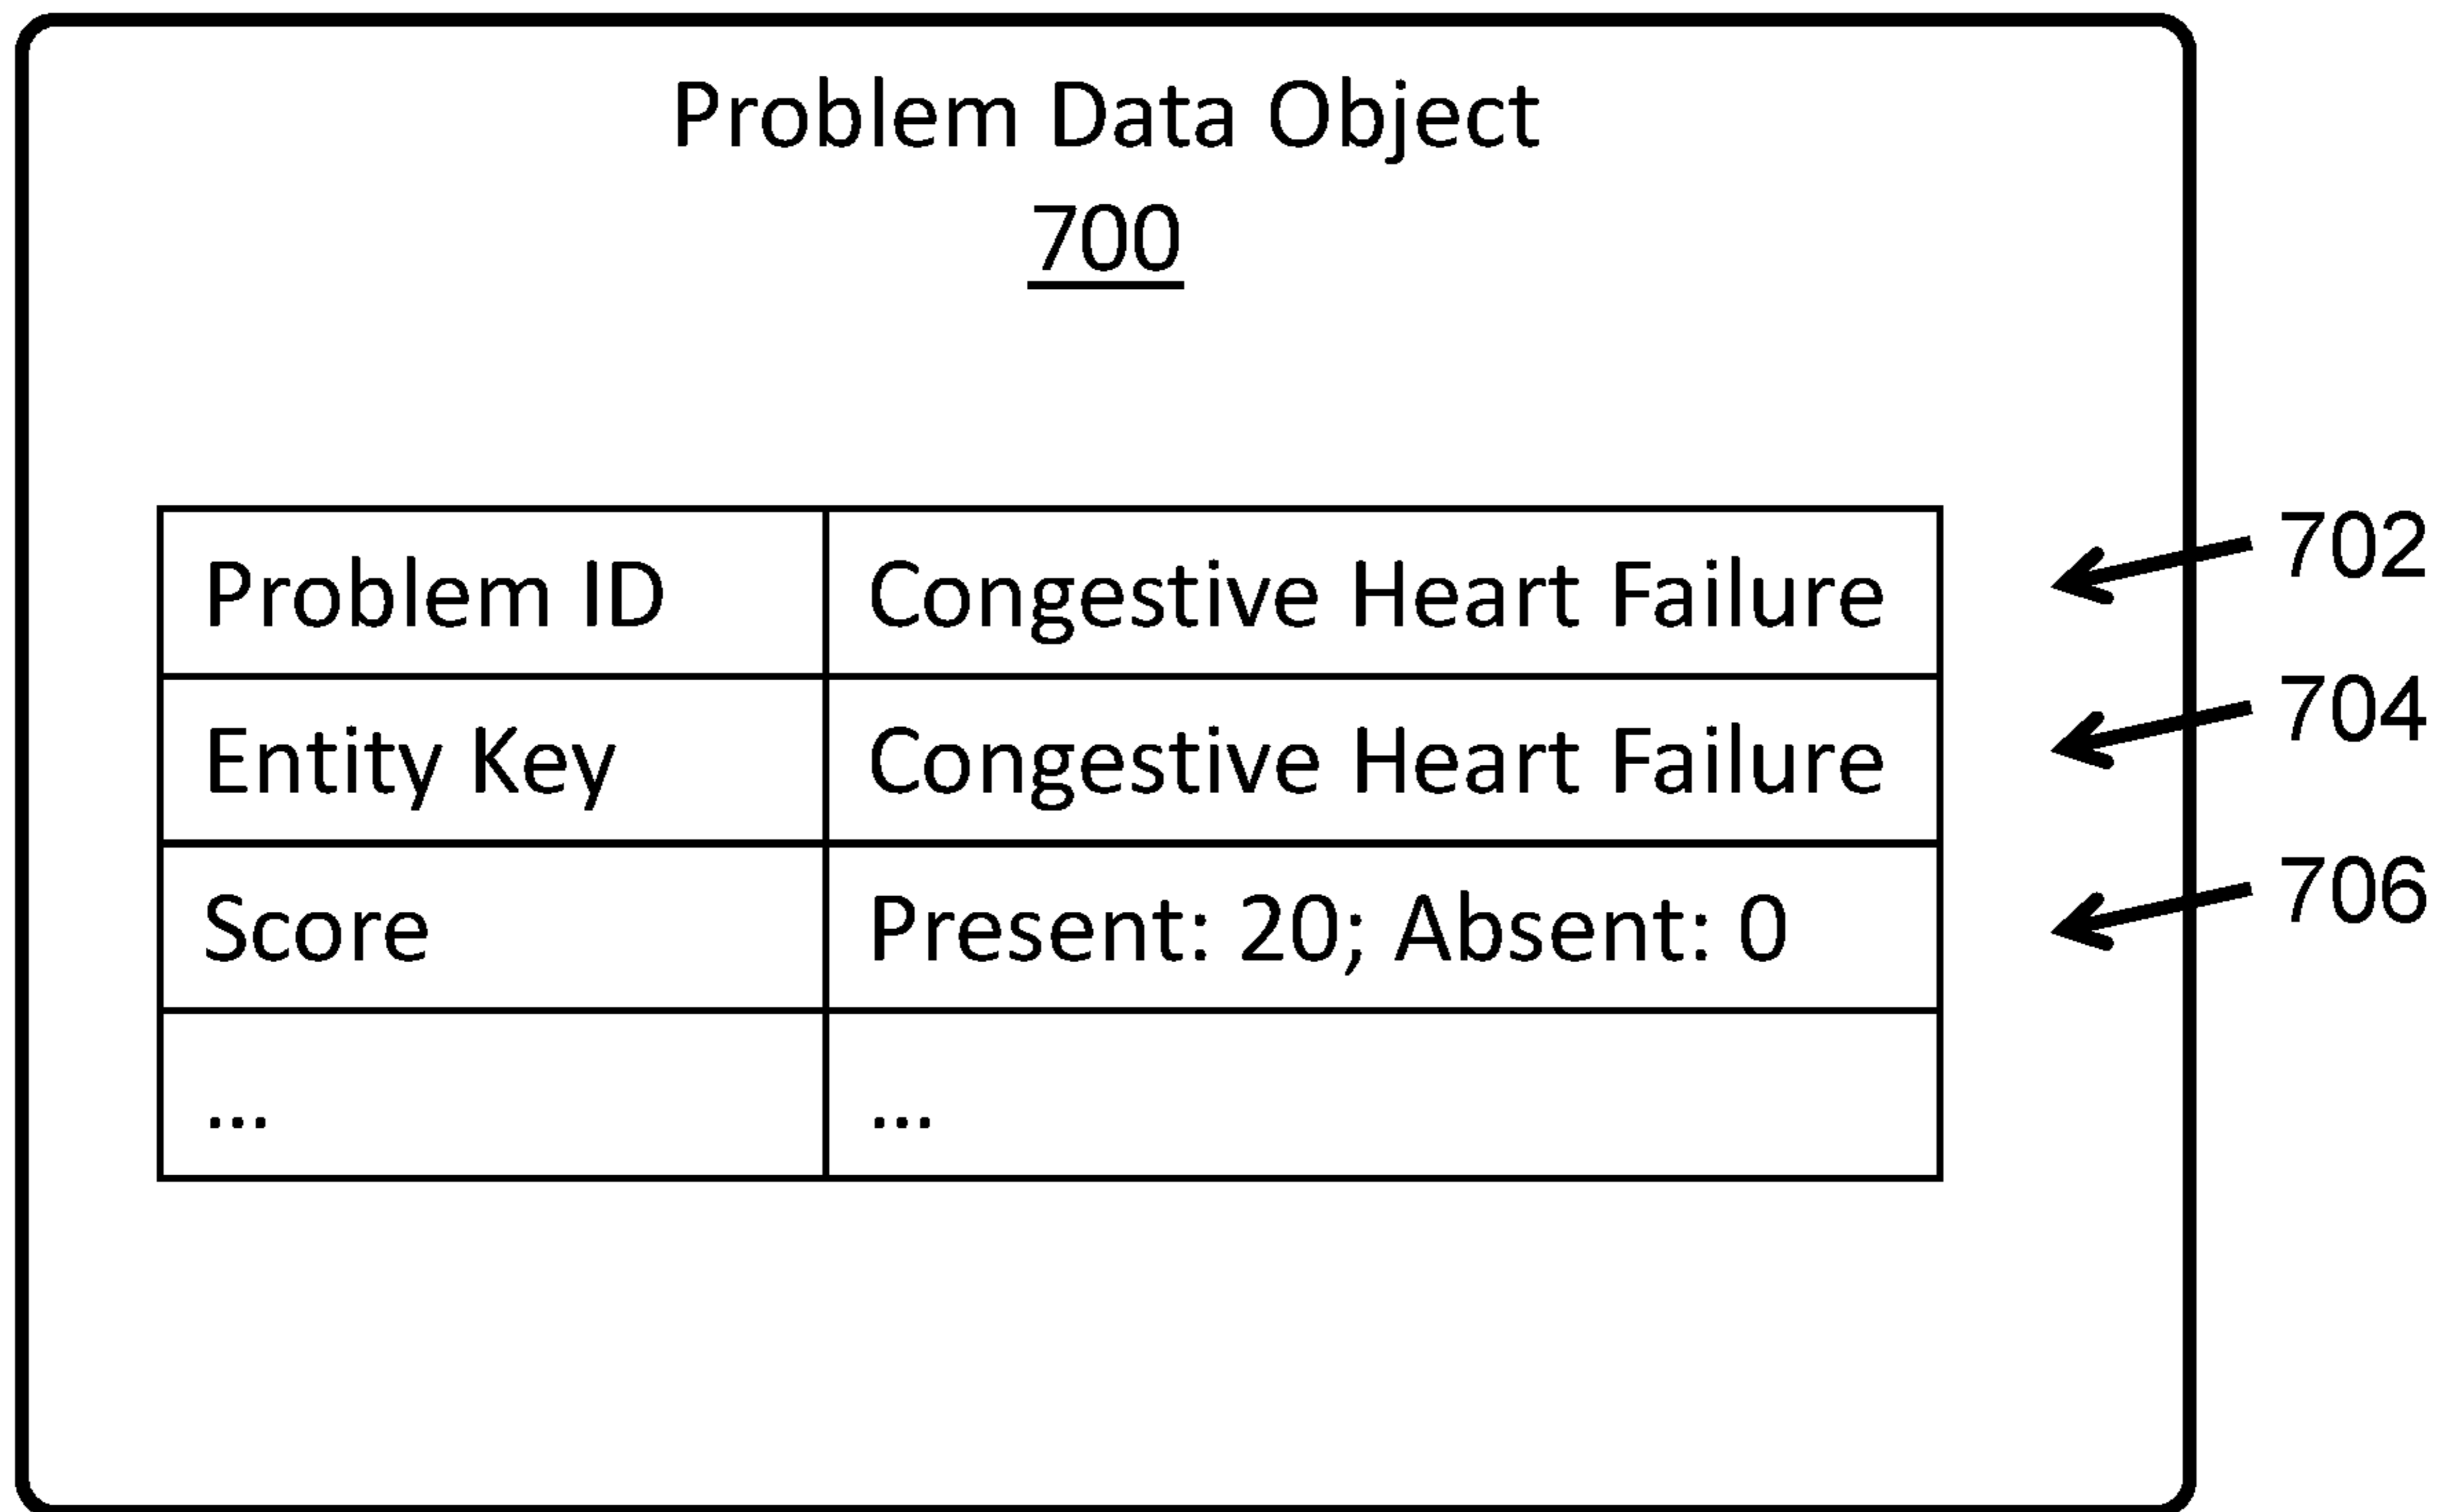 Problem Data Object
700
Problem ID Congestive Heart Failure 702
Entity Key Congestive Heart Failure 704
Score Present: 20; Absent: 0 706
... ...